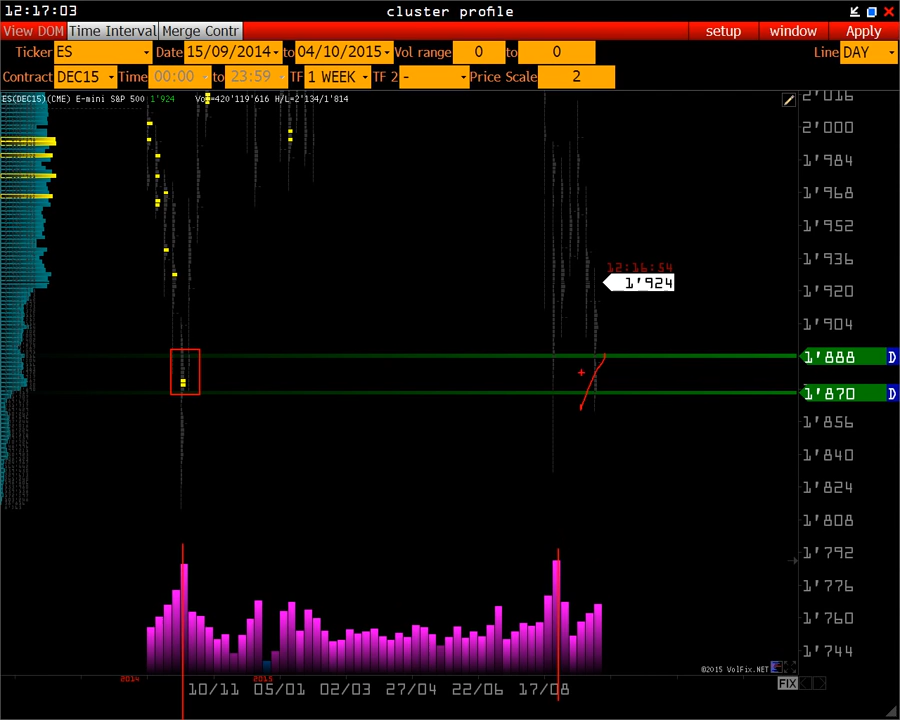 12:17:03 cluster profile
View DOM Time Interval Merge Contr setup window Apply
Ticker ES Date 15/09/2014 to 04/10/2015 Vol range 0 to 0 Line DAY
Contract DEC15 Time 00:00 to 23:59 TF 1 WEEK TF 2 - Price Scale 2
ES(DEC15)(CME) E-mini S&P 500 1'924 H/L=2'134/1'814
2'016
2'000
1'984
1'968
1'952
1'936
12:16:54
1'924
1'920
1'904
1'888 D
1'870 D
1'856
1'840
1'824
1'808
1'792
1'776
1'760
1'744
©2015 VolFix.NET
2014 2015
10/11 05/01 02/03 27/04 22/06 17/08
FIX